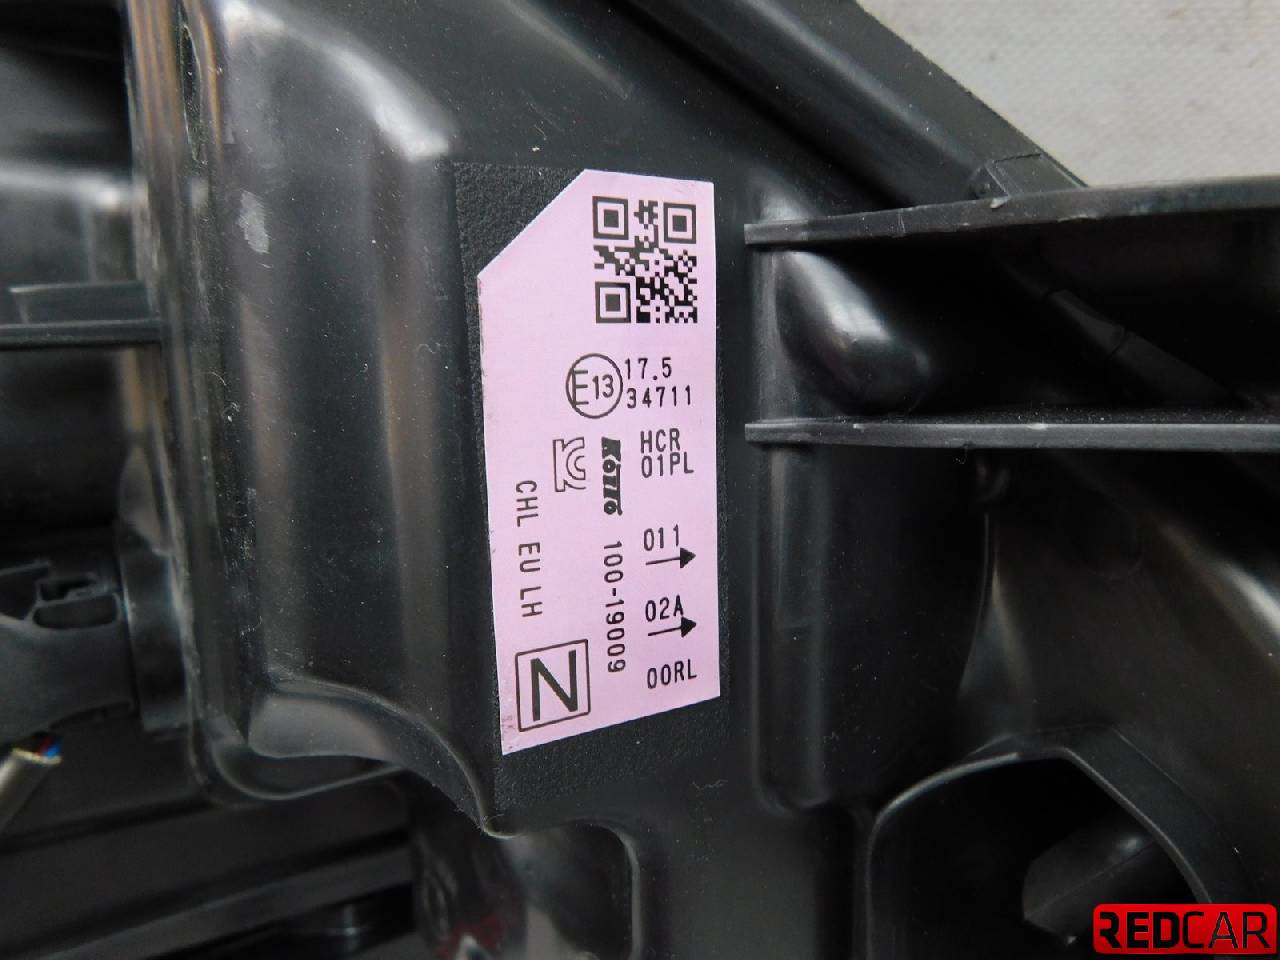 E13
17.5
34711
HCR
01PL
011
02A
00RL
KOITO
100-19009
CHL EU LH
N
REDCAR